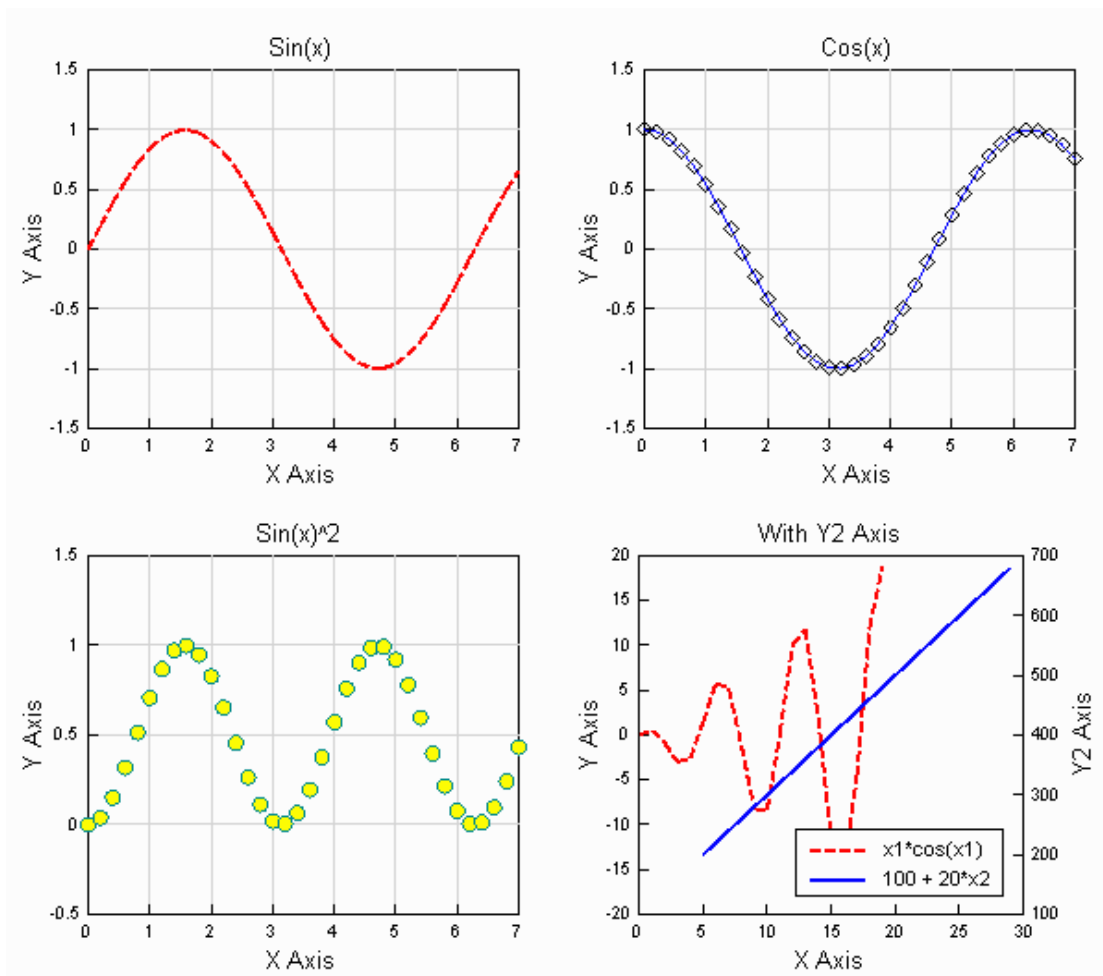 Sin(x)
1.5
1
0.5
0
-0.5
-1
-1.5
Y Axis
0 1 2 3 4 5 6 7
X Axis
Cos(x)
1.5
1
0.5
0
-0.5
-1
-1.5
Y Axis
0 1 2 3 4 5 6 7
X Axis
Sin(x)^2
1.5
1
0.5
0
-0.5
Y Axis
0 1 2 3 4 5 6 7
X Axis
With Y2 Axis
20
15
10
5
0
-5
-10
-15
-20
Y Axis
700
600
500
400
300
200
100
Y2 Axis
x1*cos(x1)
100 + 20*x2
0 5 10 15 20 25 30
X Axis